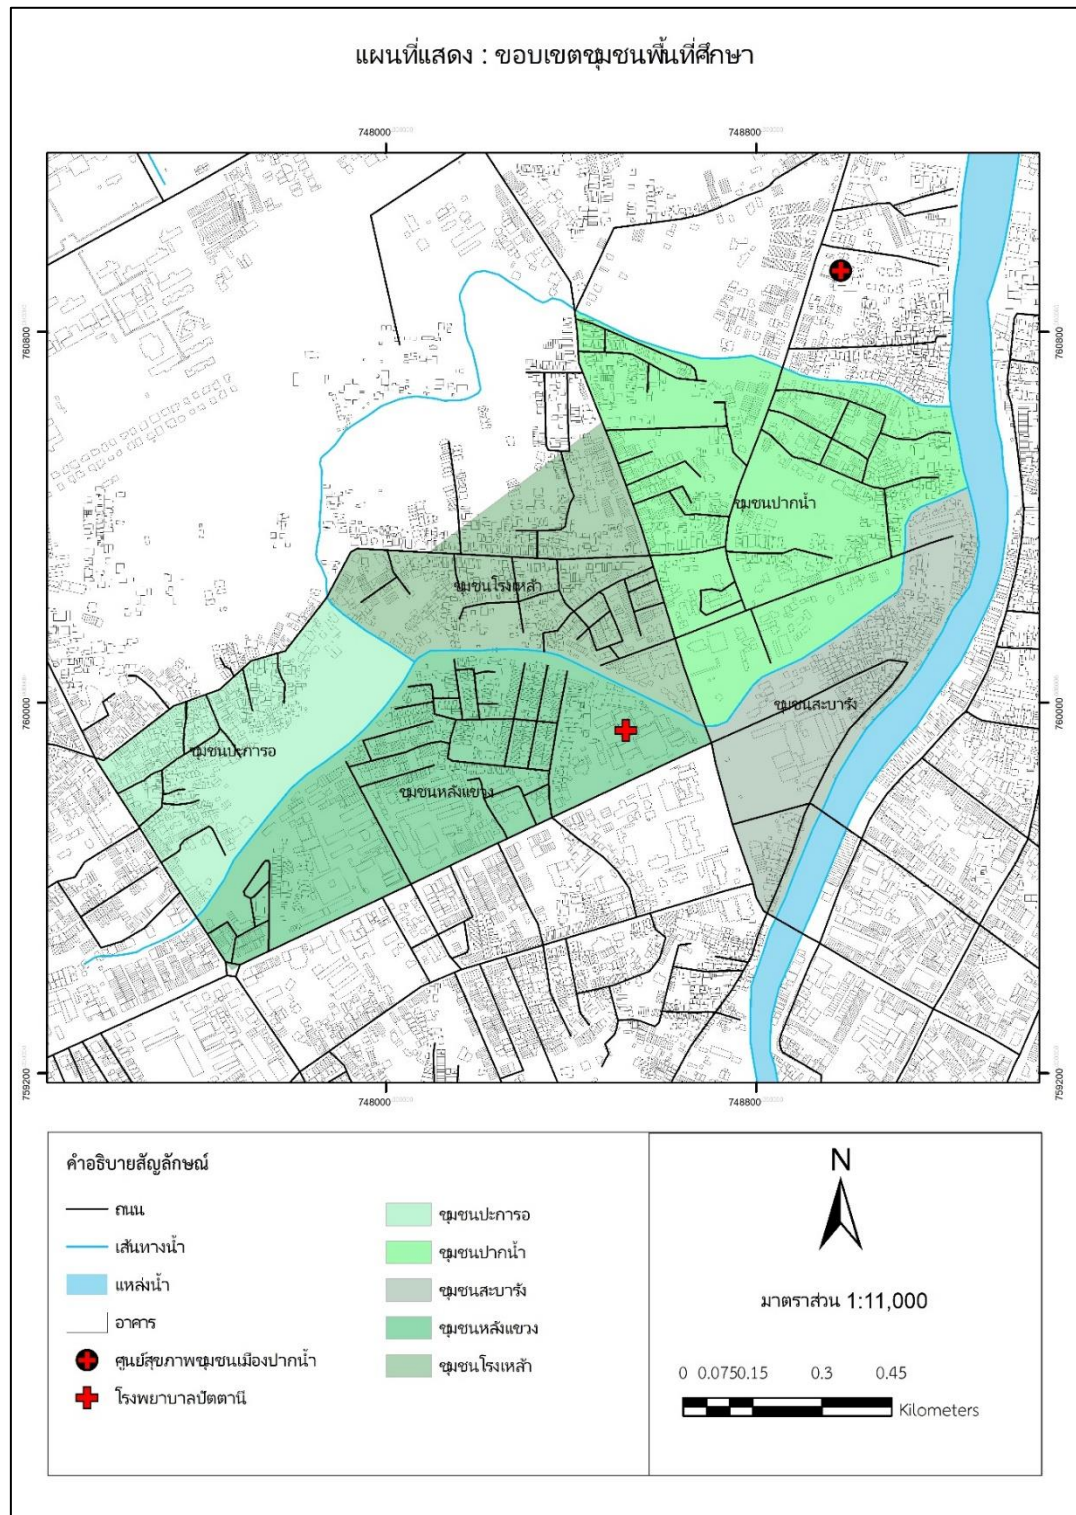 แผนที่แสดง : ขอบเขตชุมชนพื้นที่ศึกษา
748000
748800
760800
760800
ชุมชนปากน้ำ
ชุมชนโรงเหล้า
760000
760000
ชุมชนสะบารัง
ชุมชนปะการอ
ชุมชนหลังแขวง
759200
759200
748000
748800
คำอธิบายสัญลักษณ์
ถนน
เส้นทางน้ำ
แหล่งน้ำ
อาคาร
ศูนย์สุขภาพชุมชนเมืองปากน้ำ
โรงพยาบาลปัตตานี
ชุมชนปะการอ
ชุมชนปากน้ำ
ชุมชนสะบารัง
ชุมชนหลังแขวง
ชุมชนโรงเหล้า
N
มาตราส่วน 1:11,000
0 0.0750.15 0.3 0.45
Kilometers